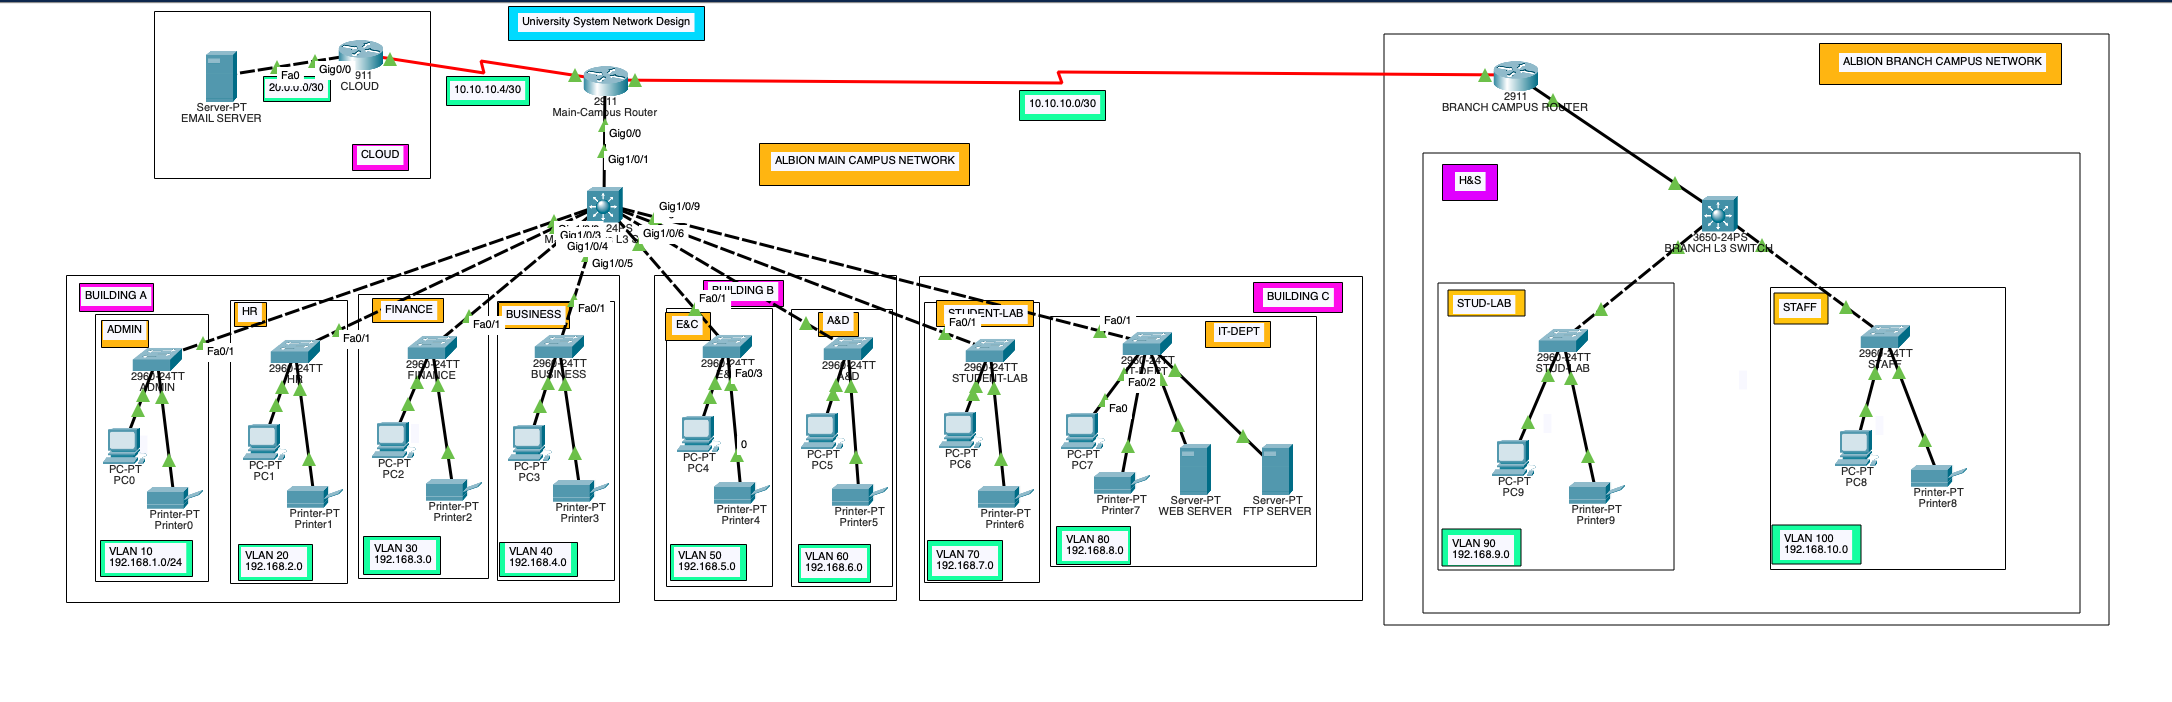 University System Network Design
Fa0
Gig0/0
911
CLOUD
20.0.0.0/30
Server-PT
EMAIL SERVER
CLOUD
10.10.10.4/30
2911
Main-Campus Router
Gig0/0
Gig1/0/1
10.10.10.0/30
ALBION MAIN CAMPUS NETWORK
2911
BRANCH CAMPUS ROUTER
ALBION BRANCH CAMPUS NETWORK
H&S
3650-24PS
BRANCH L3 SWITCH
Gig1/0/9
Gig1/0/6
24PS
L3 S
Gig1/0/3
Gig1/0/4
Gig1/0/5
BUILDING A
ADMIN
Fa0/1
2960-24TT
ADMIN
PC-PT
PC0
Printer-PT
Printer0
VLAN 10
192.168.1.0/24
HR
Fa0/1
2960-24TT
HR
PC-PT
PC1
Printer-PT
Printer1
VLAN 20
192.168.2.0
FINANCE
Fa0/1
2960-24TT
FINANCE
PC-PT
PC2
Printer-PT
Printer2
VLAN 30
192.168.3.0
BUSINESS
Fa0/1
2960-24TT
BUSINESS
PC-PT
PC3
Printer-PT
Printer3
VLAN 40
192.168.4.0
BUILDING B
Fa0/1
E&C
2960-24TT
Fa0/3
0
PC-PT
PC4
Printer-PT
Printer4
VLAN 50
192.168.5.0
A&D
2960-24TT
A&D
PC-PT
PC5
Printer-PT
Printer5
VLAN 60
192.168.6.0
BUILDING C
STUDENT-LAB
Fa0/1
2960-24TT
STUDENT-LAB
PC-PT
PC6
Printer-PT
Printer6
VLAN 70
192.168.7.0
Fa0/1
IT-DEPT
2960-24TT
IT-DEPT
Fa0/2
Fa0
PC-PT
PC7
Printer-PT
Printer7
Server-PT
WEB SERVER
Server-PT
FTP SERVER
VLAN 80
192.168.8.0
STUD-LAB
2960-24TT
STUD-LAB
PC-PT
PC9
Printer-PT
Printer9
VLAN 90
192.168.9.0
STAFF
2960-24TT
STAFF
PC-PT
PC8
Printer-PT
Printer8
VLAN 100
192.168.10.0